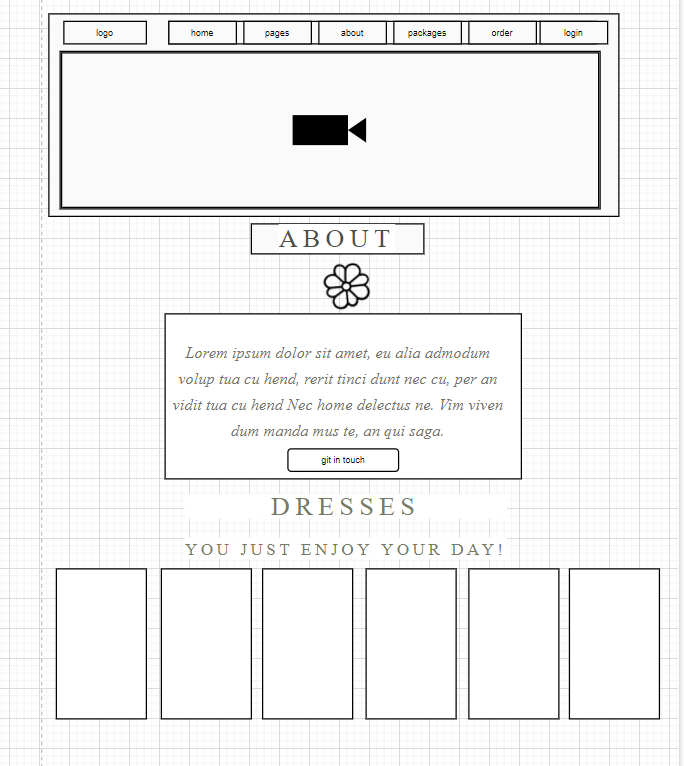 logo home pages about packages order login
ABOUT
Lorem ipsum dolor sit amet, eu alia admodum
volup tua cu hend, rerit tinci dunt nec cu, per an
vidit tua cu hend Nec home delectus ne. Vim viven
dum manda mus te, an qui saga.
git in touch
DRESSES
YOU JUST ENJOY YOUR DAY!